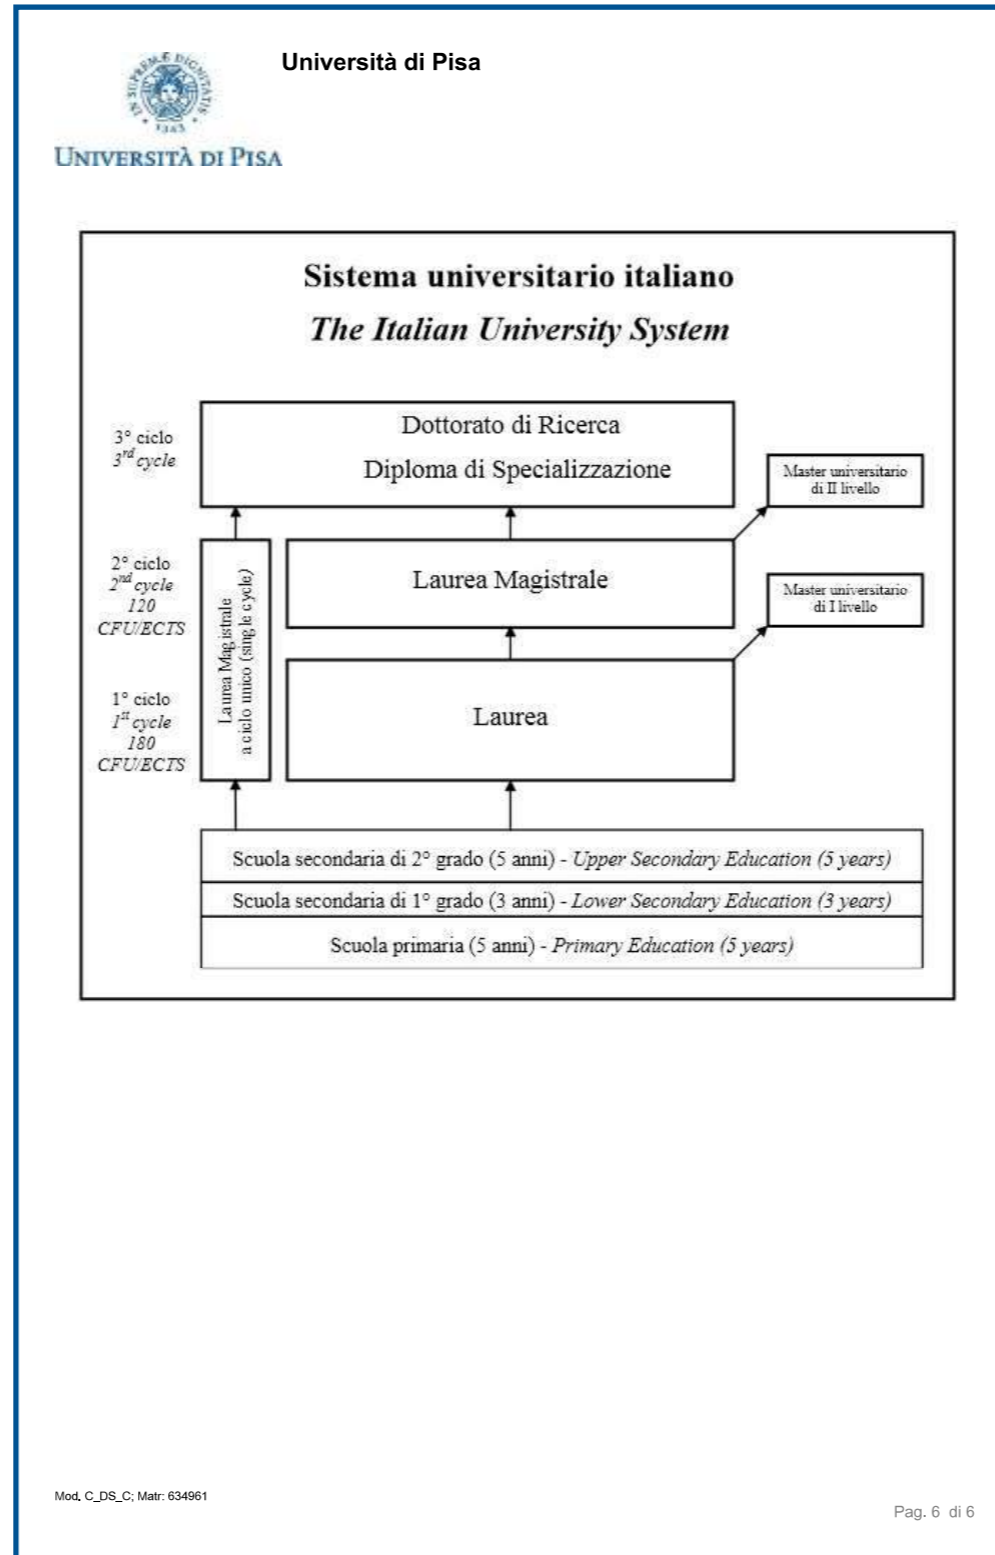 Università di Pisa
IN SUPREMÆ DIGNITATIS
1343
UNIVERSITÀ DI PISA
Sistema universitario italiano
The Italian University System
3° ciclo
3rd cycle
Dottorato di Ricerca
Diploma di Specializzazione
Master universitario
di II livello
2° ciclo
2nd cycle
120
CFU/ECTS
Laurea Magistrale
a ciclo unico (single cycle)
Laurea Magistrale
Master universitario
di I livello
1° ciclo
1st cycle
180
CFU/ECTS
Laurea
Scuola secondaria di 2° grado (5 anni) - Upper Secondary Education (5 years)
Scuola secondaria di 1° grado (3 anni) - Lower Secondary Education (3 years)
Scuola primaria (5 anni) - Primary Education (5 years)
Mod. C_DS_C; Matr: 634961
Pag. 6 di 6